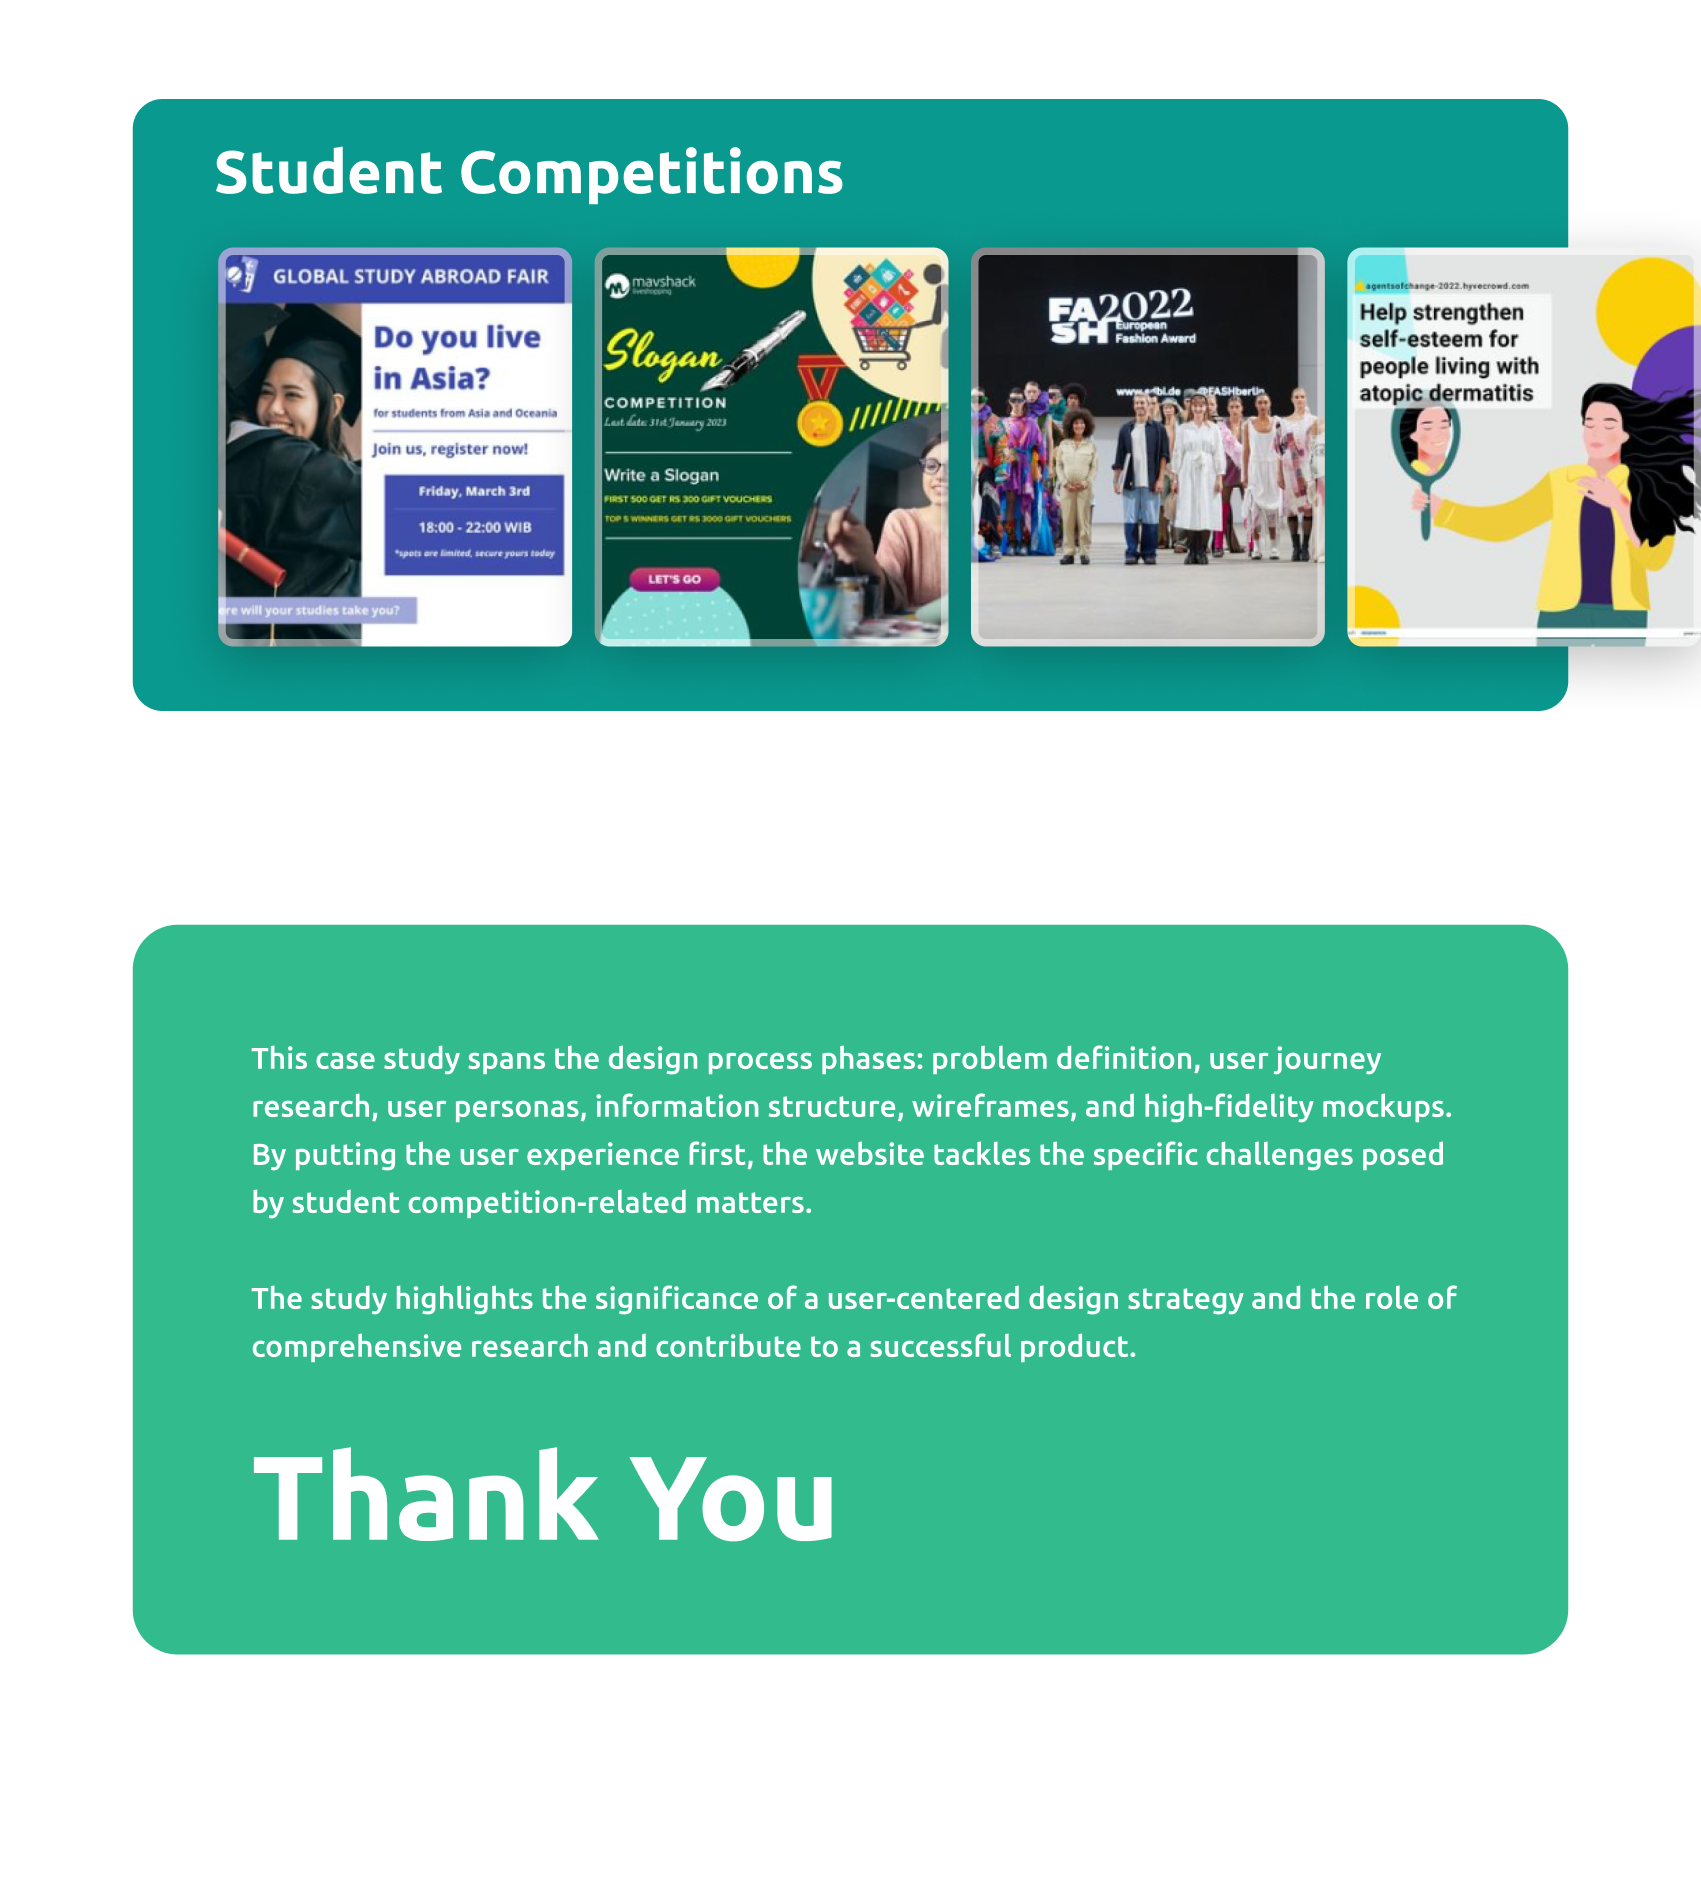 Student Competitions
GLOBAL STUDY ABROAD FAIR
Do you live
in Asia?
for students from Asia and Oceania
Join us, register now!
Friday, March 3rd
18:00 - 22:00 WIB
*spots are limited, secure yours today
ere will your studies take you?
mavshack
liveshopping
Slogan
COMPETITION
Last date: 31st January 2023
Write a Slogan
FIRST 500 GET RS 300 GIFT VOUCHERS
TOP 5 WINNERS GET RS 3000 GIFT VOUCHERS
LET'S GO
FA2022
SH European
Fashion Award
@FASHberlin
agentsofchange-2022.hyvecrowd.com
Help strengthen
self-esteem for
people living with
atopic dermatitis
This case study spans the design process phases: problem definition, user journey
research, user personas, information structure, wireframes, and high-fidelity mockups.
By putting the user experience first, the website tackles the specific challenges posed
by student competition-related matters.
The study highlights the significance of a user-centered design strategy and the role of
comprehensive research and contribute to a successful product.
Thank You